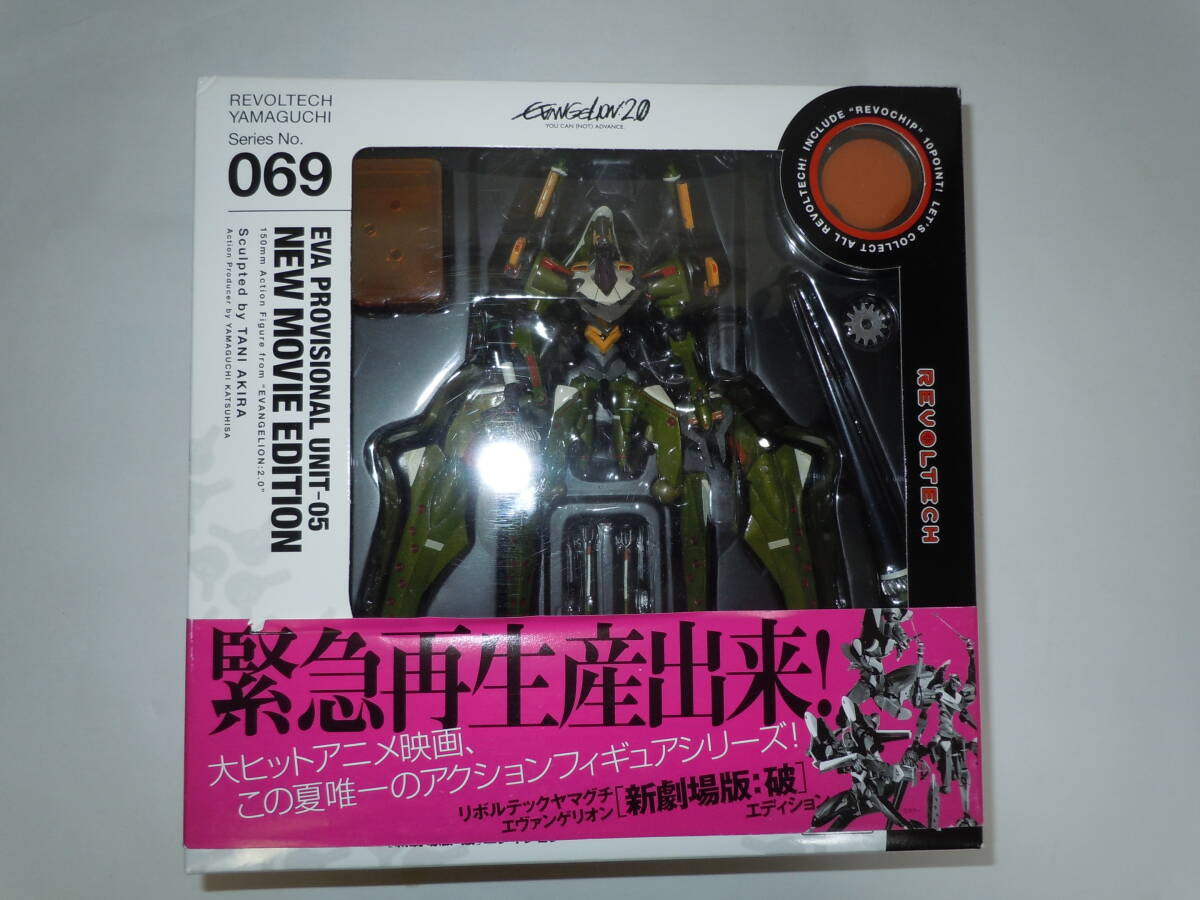 REVOLTECH
YAMAGUCHI
Series No.
069
EVANGELION:2.0
YOU CAN (NOT) ADVANCE.
INCLUDE "REVOCHIP" 10POINT! LET'S COLLECT ALL REVOLTECH!
EVA PROVISIONAL UNIT-05
NEW MOVIE EDITION
150mm Action Figure from "EVANGELION:2.0"
Sculpted by TANI AKIRA
Action Producer by YAMAGUCHI KATSUHISA
REVOLTECH
緊急再生産出来!
大ヒットアニメ映画、
この夏唯一のアクションフィギュアシリーズ!
リボルテックヤマグチ
エヴァンゲリオン[新劇場版:破]エディション